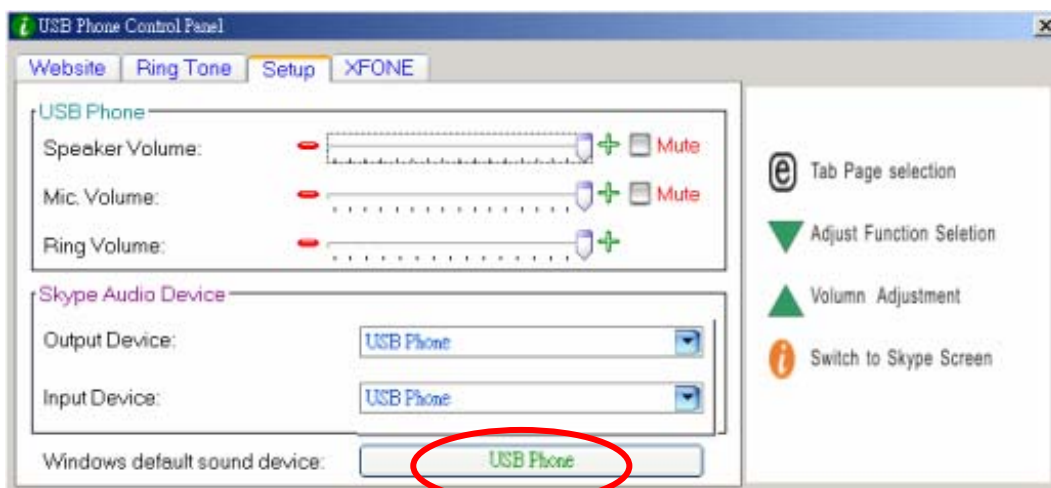 USB Phone Control Panel
Website Ring Tone Setup XFONE
USB Phone
Speaker Volume: Mute
Mic. Volume: Mute
Ring Volume:
Skype Audio Device
Output Device: USB Phone
Input Device: USB Phone
Windows default sound device: USB Phone
e Tab Page selection
Adjust Function Seletion
Volumn Adjustment
i Switch to Skype Screen